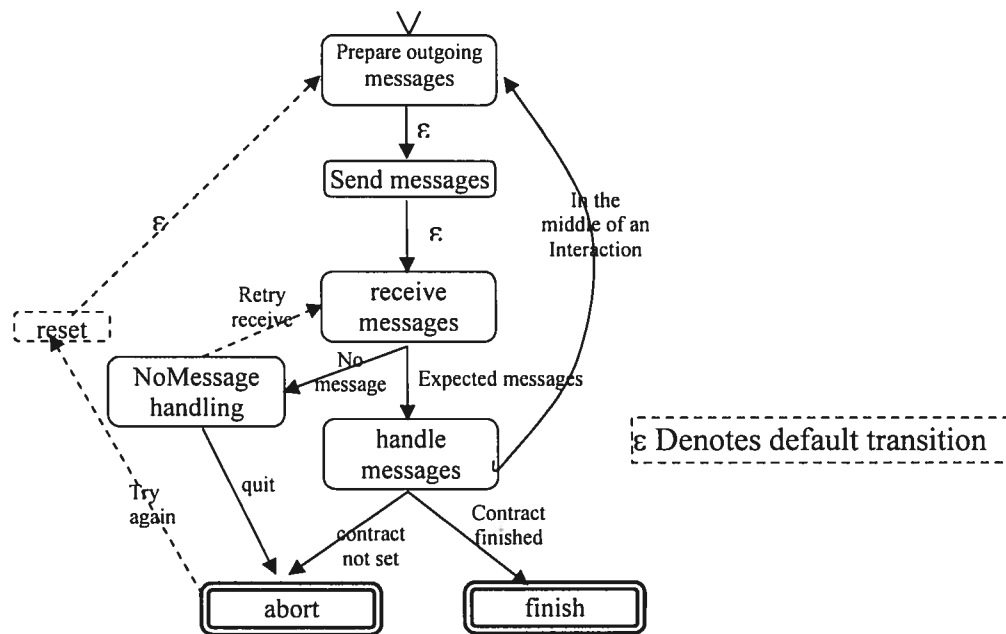 Prepare outgoing
messages
ε
Send messages
ε
In the
middle of an
Interaction
ε
receive
messages
Retry
receive
reset
No
message
NoMessage
handling
Expected messages
handle
messages
ε Denotes default transition
Try
again
quit
contract
not set
Contract
finished
abort
finish